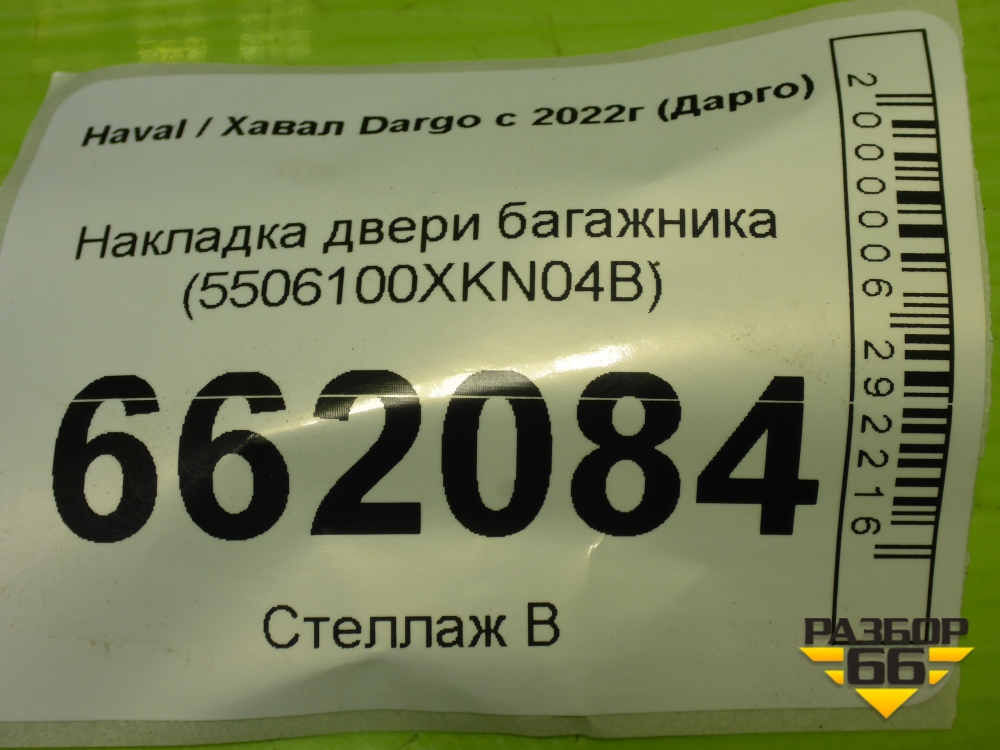 Haval / Хавал Dargo с 2022г (Дарго)
Накладка двери багажника
(5506100XKN04B)
662084
Стеллаж B
2000006292216
РАЗБОР
66